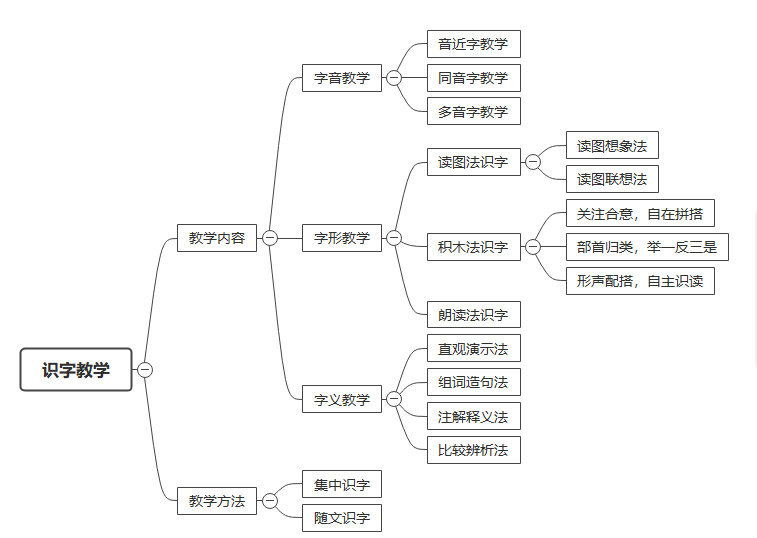 识字教学
教学内容
字音教学
音近字教学
同音字教学
多音字教学
字形教学
读图法识字
读图想象法
读图联想法
积木法识字
关注合意，自在拼搭
部首归类，举一反三是
形声配搭，自主识读
朗读法识字
字义教学
直观演示法
组词造句法
注解释义法
比较辨析法
教学方法
集中识字
随文识字